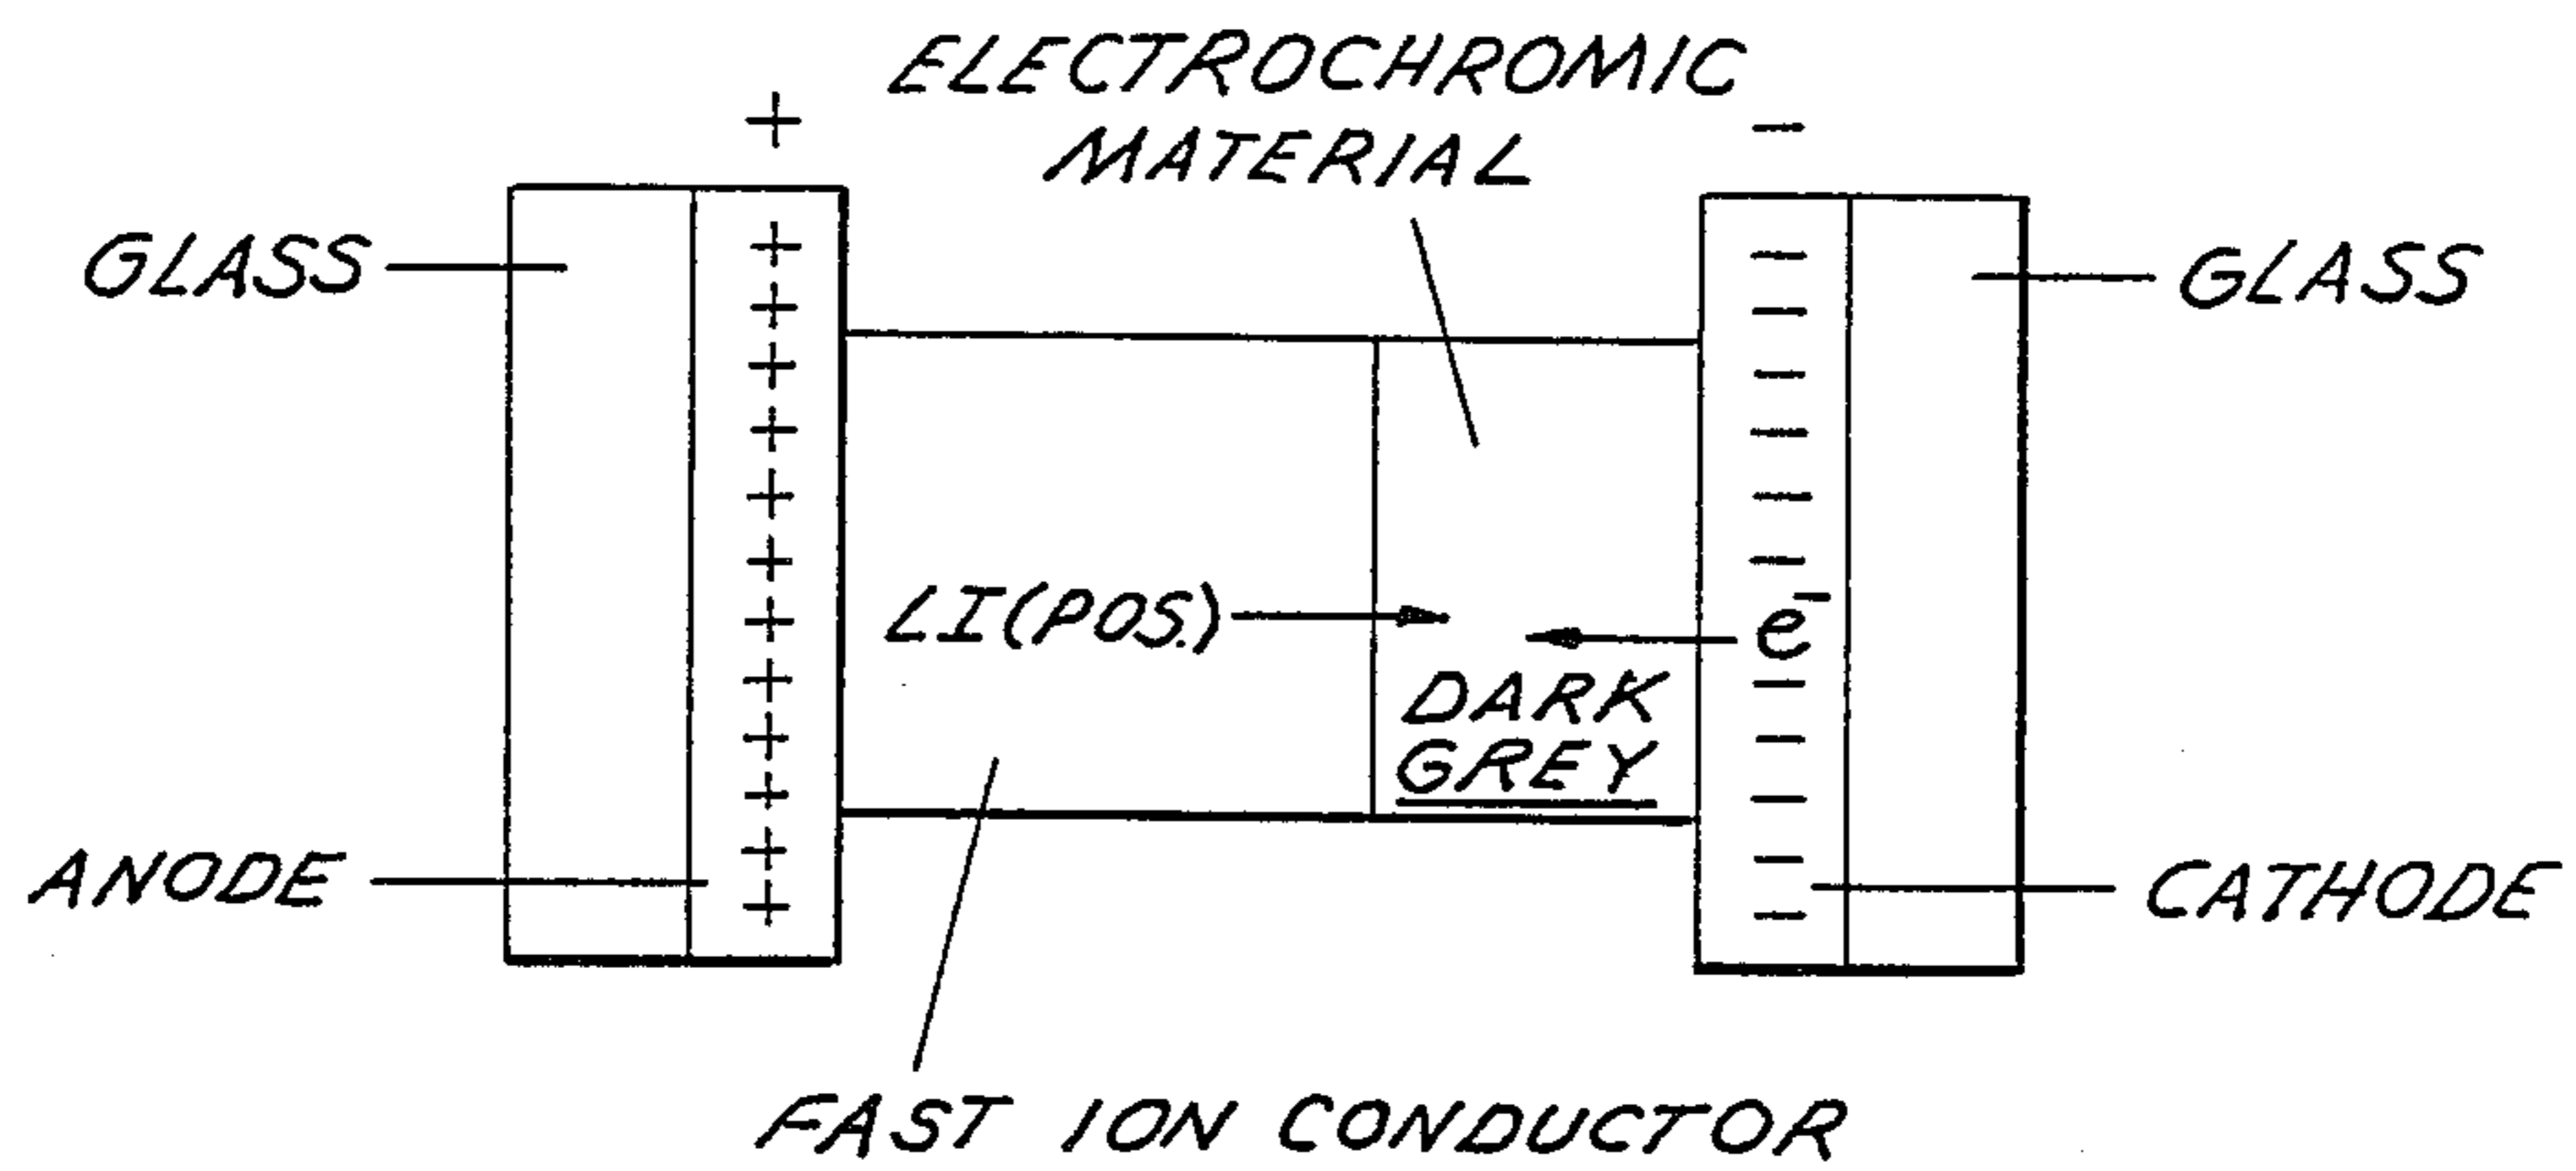 ELECTROCHROMIC
MATERIAL
+
−
GLASS
GLASS
+
+
+
+
+
+
+
+
+
+
+
+
−
−
−
−
−
−
e−
−
−
−
−
−
LI(POS.)
DARK
GREY
ANODE
CATHODE
FAST ION CONDUCTOR